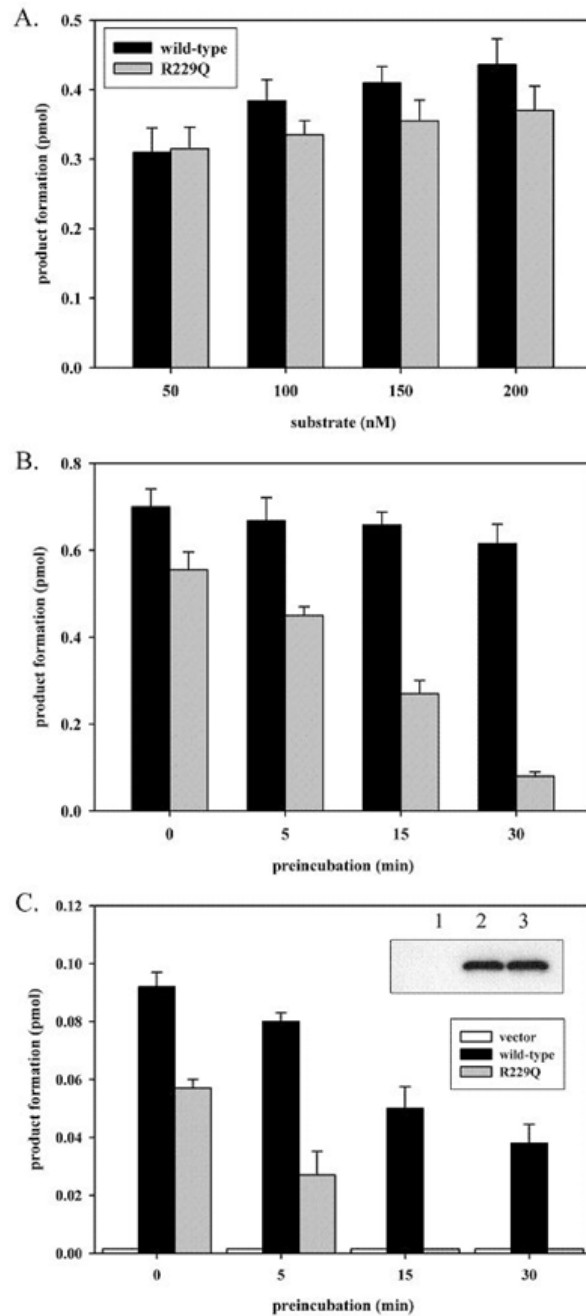 A.
0.5
wild-type
R229Q
0.4
0.3
0.2
0.1
0.0
product formation (pmol)
50 100 150 200
substrate (nM)
B.
0.8
0.6
0.4
0.2
0.0
product formation (pmol)
0 5 15 30
preincubation (min)
C.
0.12
1 2 3
0.10
vector
wild-type
R229Q
0.08
0.06
0.04
0.02
0.00
product formation (pmol)
0 5 15 30
preincubation (min)